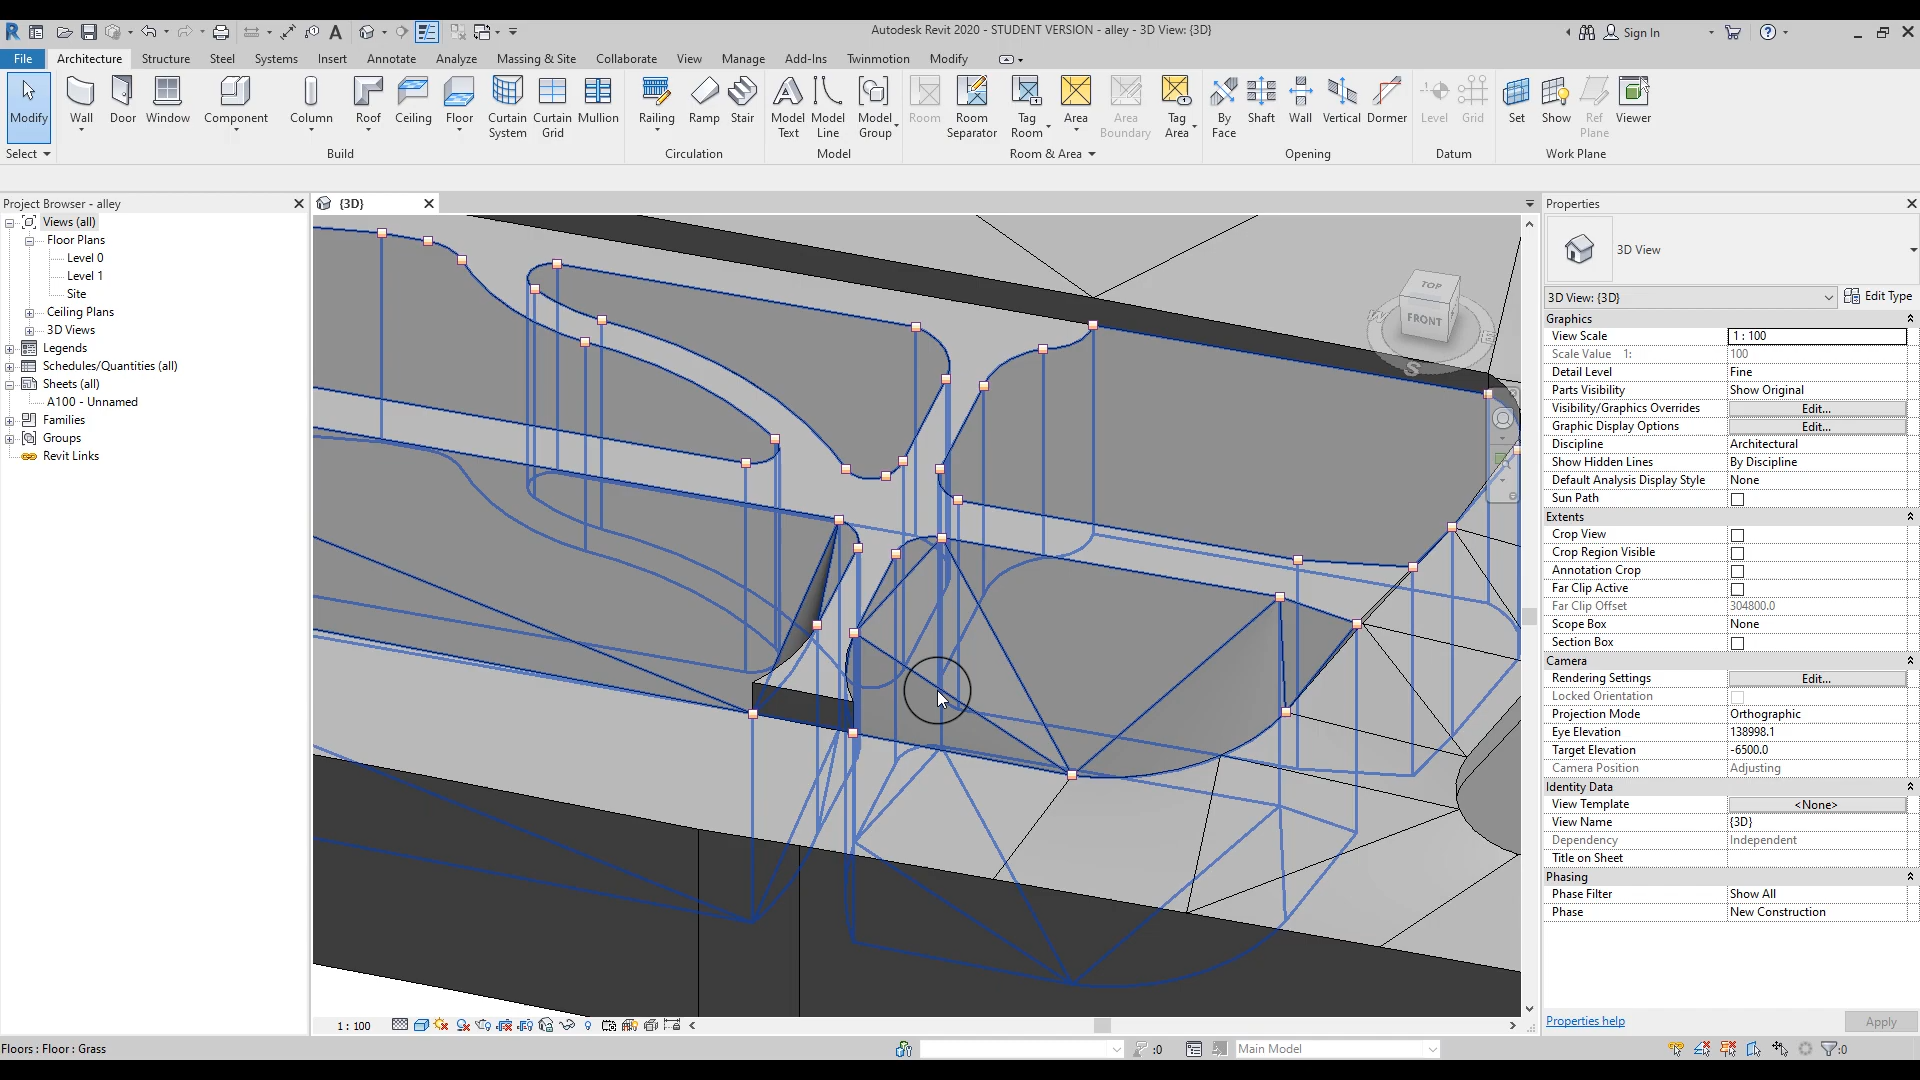 Autodesk Revit 2020 - STUDENT VERSION - alley - 3D View: {3D}
Sign In
File Architecture Structure Steel Systems Insert Annotate Analyze Massing & Site Collaborate View Manage Add-Ins Twinmotion Modify
Modify Wall Door Window Component Column Roof Ceiling Floor Curtain System Curtain Grid Mullion Railing Ramp Stair Model Text Model Line Model Group Room Room Separator Tag Room Area Area Boundary Tag Area By Face Shaft Wall Vertical Dormer Level Grid Set Show Ref Plane Viewer
Select Build Circulation Model Room & Area Opening Datum Work Plane
Project Browser - alley
Views (all)
Floor Plans
Level 0
Level 1
Site
Ceiling Plans
3D Views
Legends
Schedules/Quantities (all)
Sheets (all)
A100 - Unnamed
Families
Groups
Revit Links
{3D}
TOP
FRONT
W
E
S
Properties
3D View
3D View: {3D} Edit Type
Graphics
View Scale 1 : 100
Scale Value 1: 100
Detail Level Fine
Parts Visibility Show Original
Visibility/Graphics Overrides Edit...
Graphic Display Options Edit...
Discipline Architectural
Show Hidden Lines By Discipline
Default Analysis Display Style None
Sun Path
Extents
Crop View
Crop Region Visible
Annotation Crop
Far Clip Active
Far Clip Offset 304800.0
Scope Box None
Section Box
Camera
Rendering Settings Edit...
Locked Orientation
Projection Mode Orthographic
Eye Elevation 138998.1
Target Elevation -6500.0
Camera Position Adjusting
Identity Data
View Template <None>
View Name {3D}
Dependency Independent
Title on Sheet
Phasing
Phase Filter Show All
Phase New Construction
Properties help Apply
1 : 100
Floors : Floor : Grass
:0
Main Model
:0